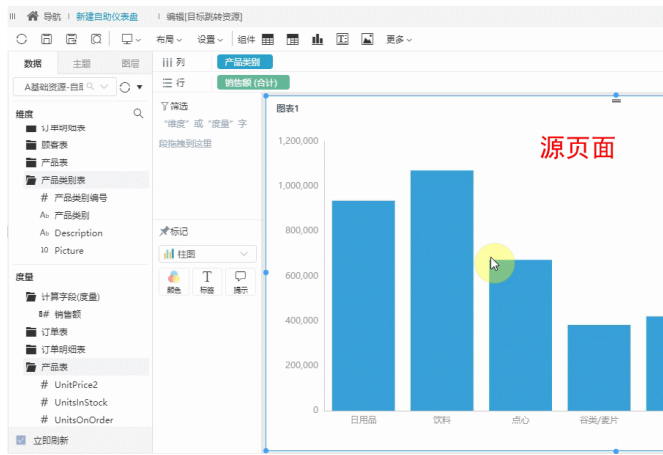 导航 新建自助仪表盘 编辑[目标跳转资源]
布局 设置 组件 更多
数据 主题 图层
列 产品类别
A基础资源-自
行 销售额 (合计)
维度
订单明细表
顾客表
产品表
产品类别表
# 产品类别编号
Ab 产品类别
Ab Description
10 Picture
度量
计算字段(度量)
B# 销售额
订单表
订单明细表
产品表
# UnitPrice2
# UnitsInStock
# UnitsOnOrder
立即刷新
筛选
“维度” 或 “度量” 字
段拖拽到这里
标记
柱图
颜色 标签 提示
图表1
源页面
1,200,000
1,000,000
800,000
600,000
400,000
200,000
0
日用品 饮料 点心 谷类/麦片